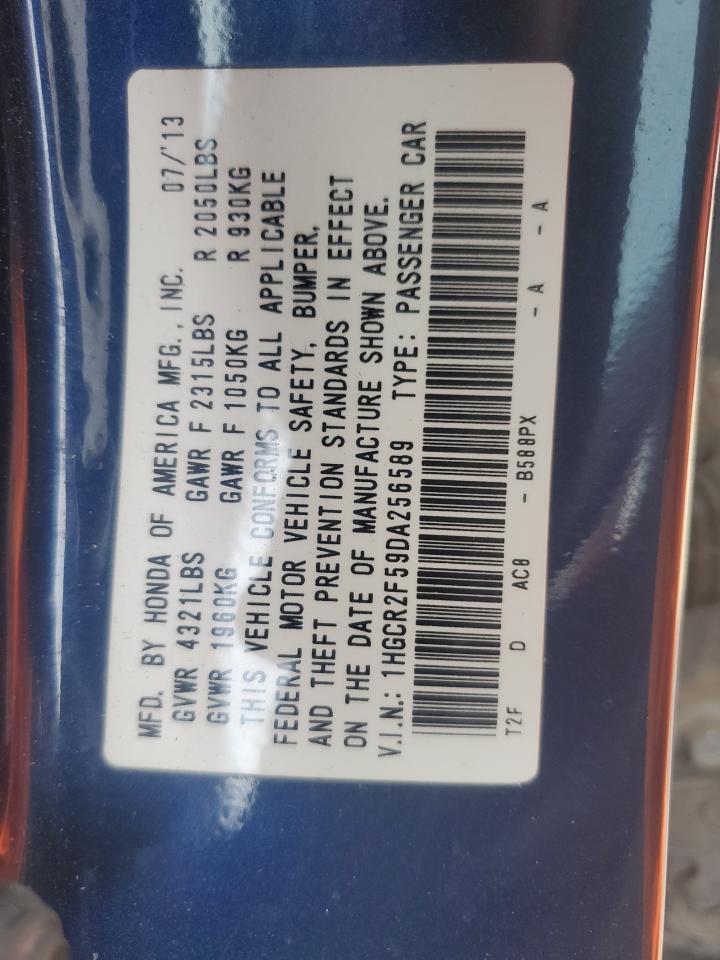 MFD. BY HONDA OF AMERICA MFG., INC. 07/'13
GVWR 4321LBS GAWR F 2315LBS R 2050LBS
GVWR 1960KG GAWR F 1050KG R 930KG
THIS VEHICLE CONFORMS TO ALL APPLICABLE
FEDERAL MOTOR VEHICLE SAFETY, BUMPER,
AND THEFT PREVENTION STANDARDS IN EFFECT
ON THE DATE OF MANUFACTURE SHOWN ABOVE.
V.I.N.: 1HGCR2F59DA256589 TYPE: PASSENGER CAR
T2F D AC8 - B588PX - A - A